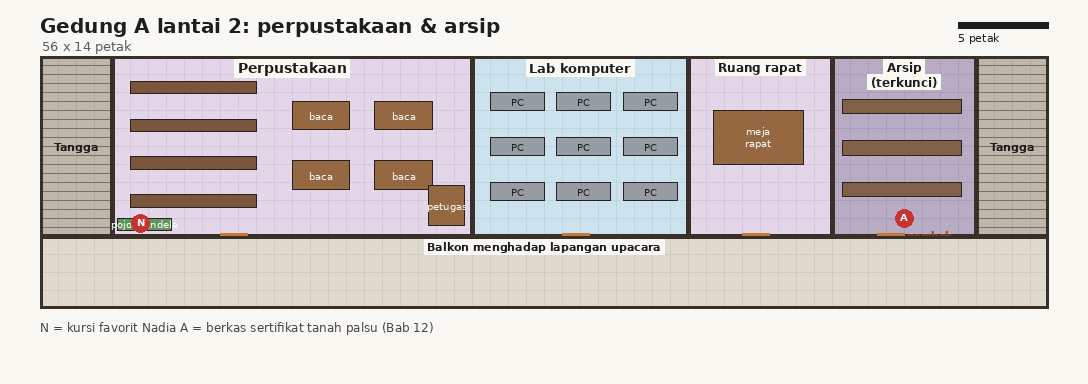 Gedung A lantai 2: perpustakaan & arsip
56 x 14 petak
5 petak
Perpustakaan
Lab komputer
Ruang rapat
Arsip
(terkunci)
Tangga
Tangga
baca
baca
baca
baca
petugas
PC
PC
PC
PC
PC
PC
PC
PC
PC
meja
rapat
N
A
Balkon menghadap lapangan upacara
N = kursi favorit Nadia A = berkas sertifikat tanah palsu (Bab 12)